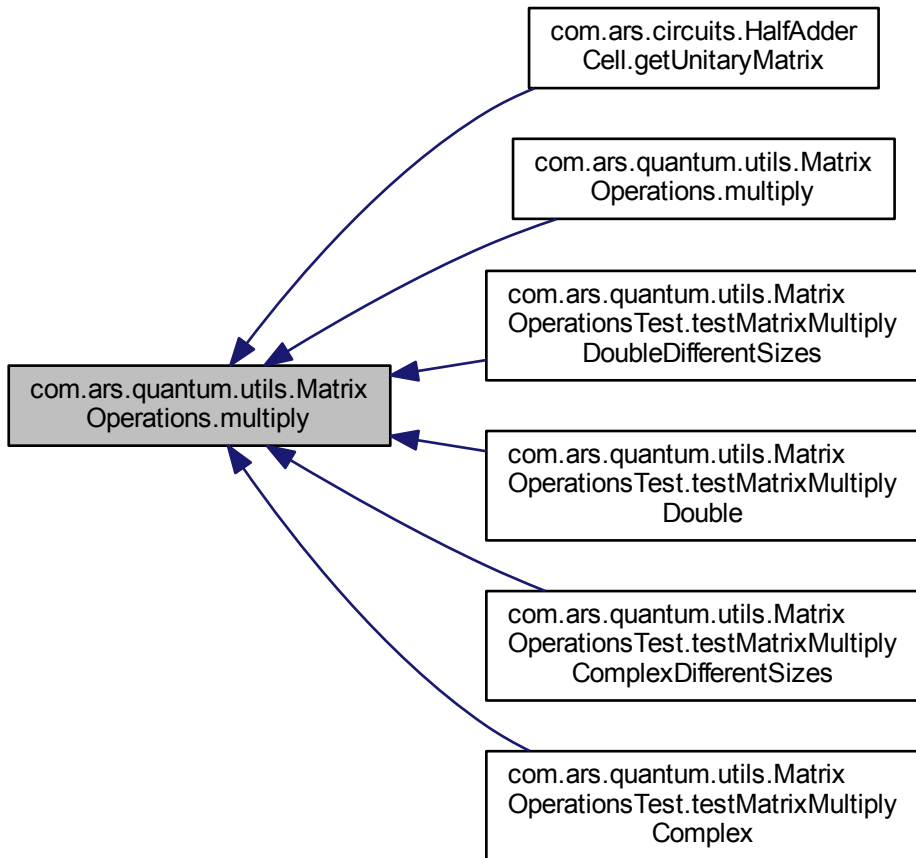 com.ars.circuits.HalfAdder
Cell.getUnitaryMatrix
com.ars.quantum.utils.Matrix
Operations.multiply
com.ars.quantum.utils.Matrix
OperationsTest.testMatrixMultiply
DoubleDifferentSizes
com.ars.quantum.utils.Matrix
Operations.multiply
com.ars.quantum.utils.Matrix
OperationsTest.testMatrixMultiply
Double
com.ars.quantum.utils.Matrix
OperationsTest.testMatrixMultiply
ComplexDifferentSizes
com.ars.quantum.utils.Matrix
OperationsTest.testMatrixMultiply
Complex